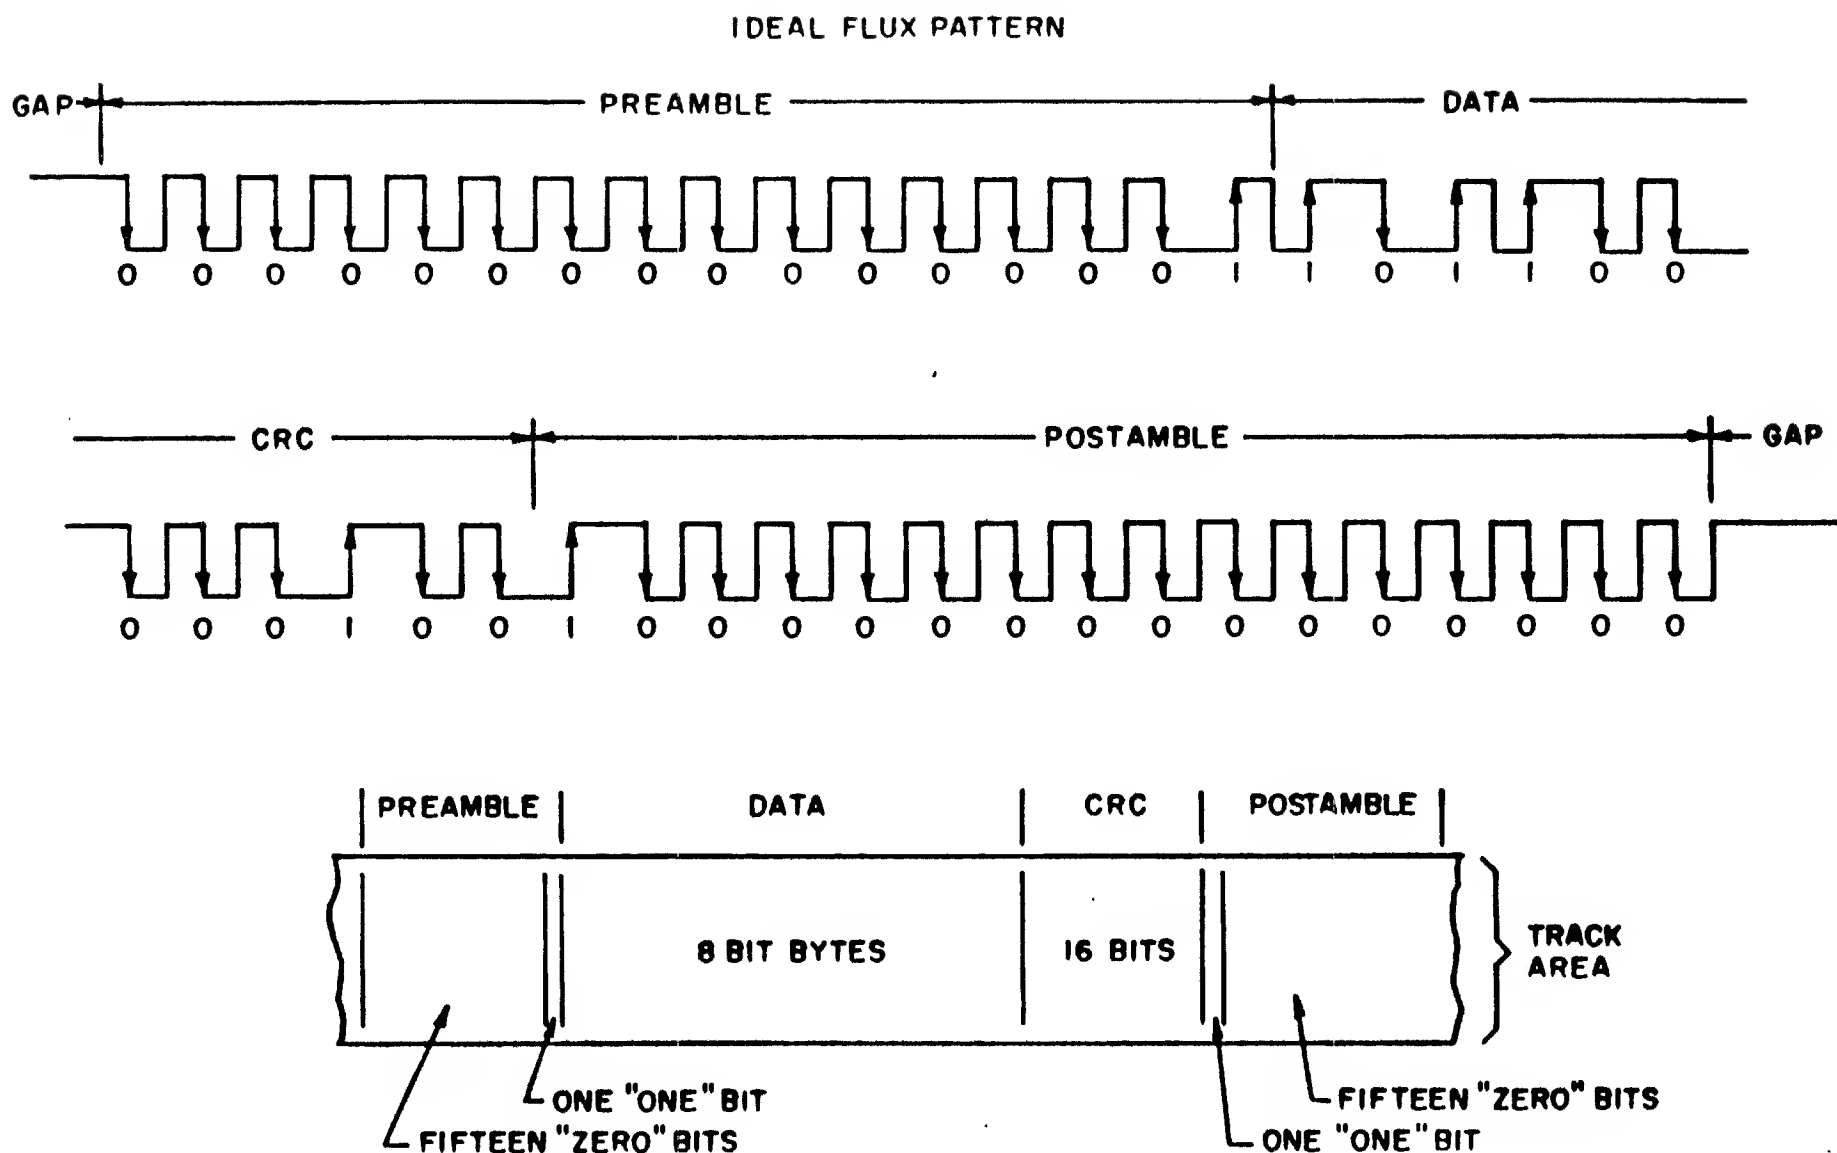 IDEAL FLUX PATTERN
GAP PREAMBLE DATA
0 0 0 0 0 0 0 0 0 0 0 0 0 0 0 1 1 0 1 1 0 0
CRC POSTAMBLE GAP
0 0 0 1 0 0 1 0 0 0 0 0 0 0 0 0 0 0 0 0 0 0
PREAMBLE DATA CRC POSTAMBLE
8 BIT BYTES 16 BITS
TRACK
AREA
ONE "ONE" BIT
FIFTEEN "ZERO" BITS
FIFTEEN "ZERO" BITS
ONE "ONE" BIT